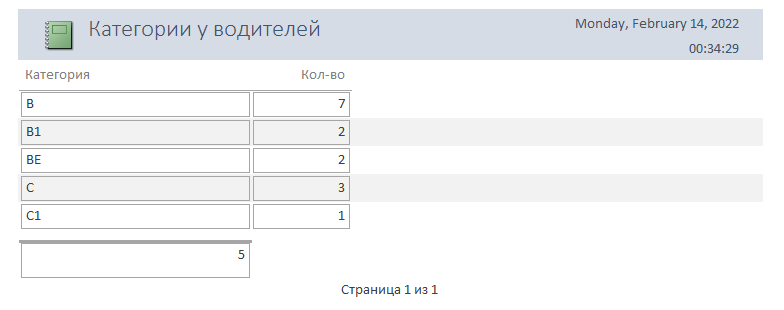 Категории у водителей
Monday, February 14, 2022
00:34:29
Категория Кол-во
B 7
B1 2
BE 2
C 3
C1 1
5
Страница 1 из 1